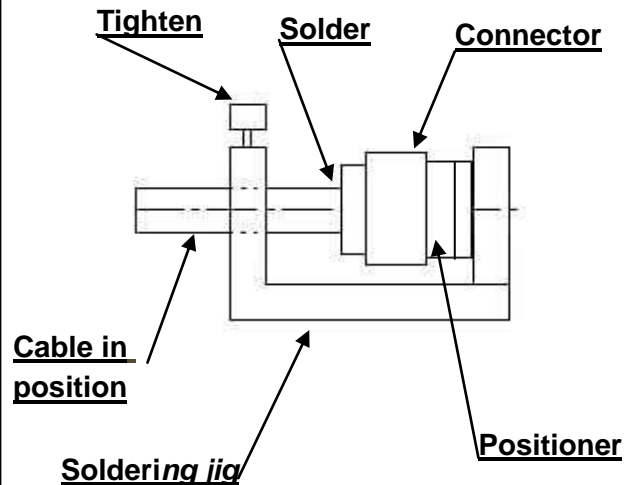 Tighten
Solder
Connector
Cable in
position
Positioner
Soldering jig